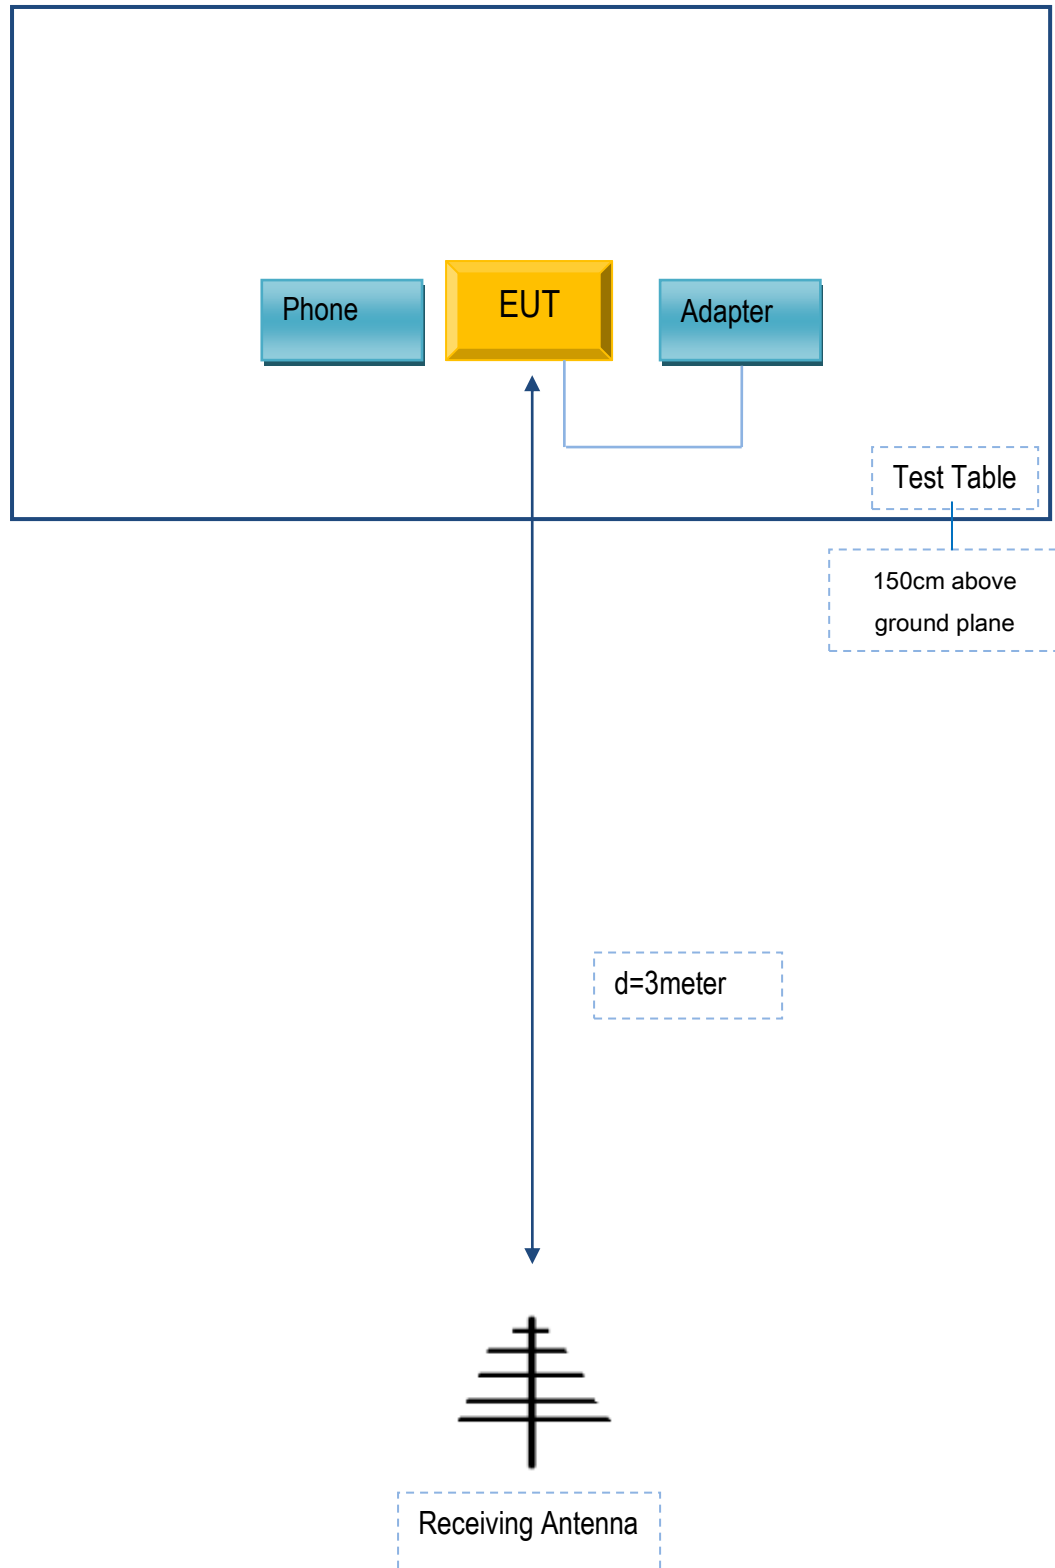 Phone
EUT
Adapter
Test Table
150cm above
ground plane
d=3meter
Receiving Antenna